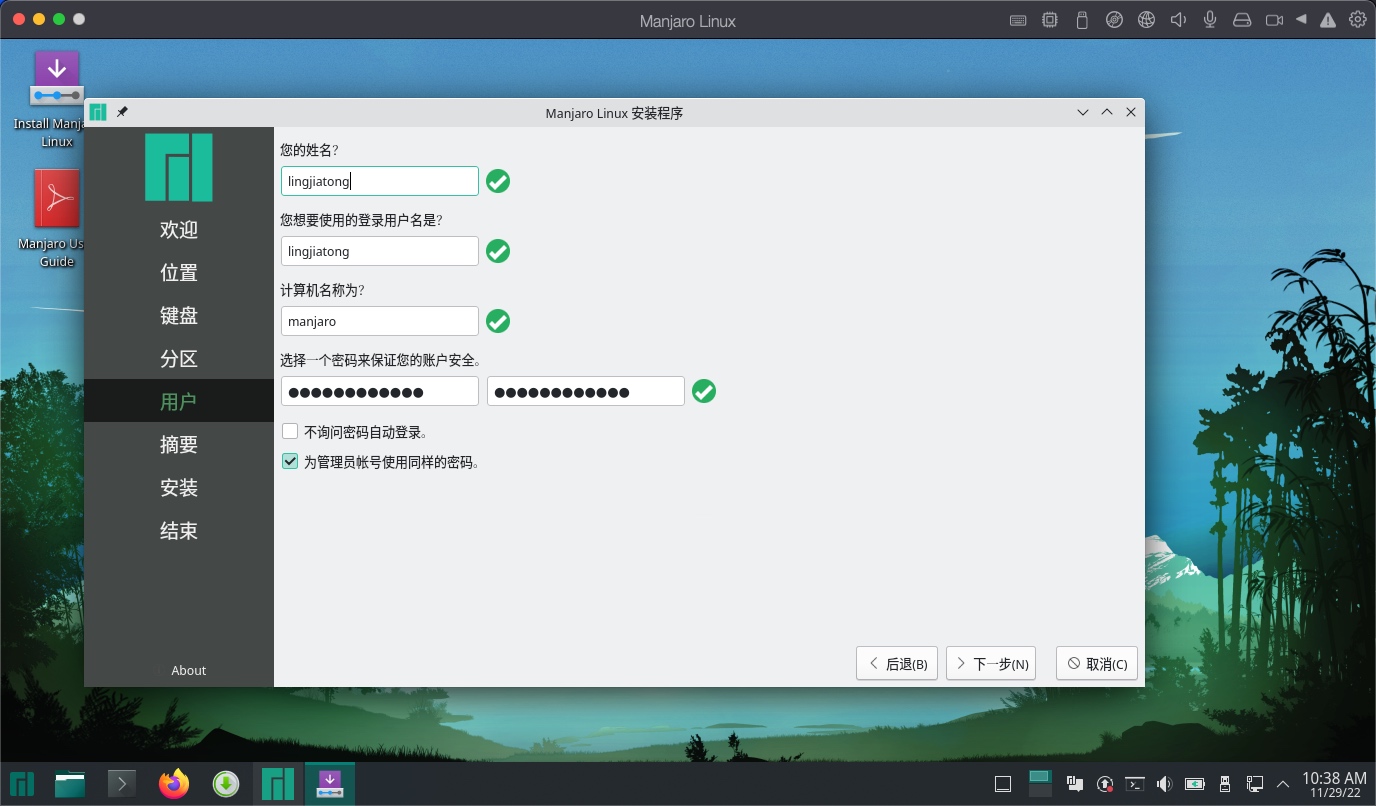 Manjaro Linux
Install Manja
Linux
Manjaro Us
Guide
Manjaro Linux 安装程序
欢迎
位置
键盘
分区
用户
摘要
安装
结束
About
您的姓名?
lingjiatong
您想要使用的登录用户名是?
lingjiatong
计算机名称为?
manjaro
选择一个密码来保证您的账户安全。
●●●●●●●●●●●● ●●●●●●●●●●●●
不询问密码自动登录。
为管理员帐号使用同样的密码。
后退(B) 下一步(N) 取消(C)
10:38 AM
11/29/22